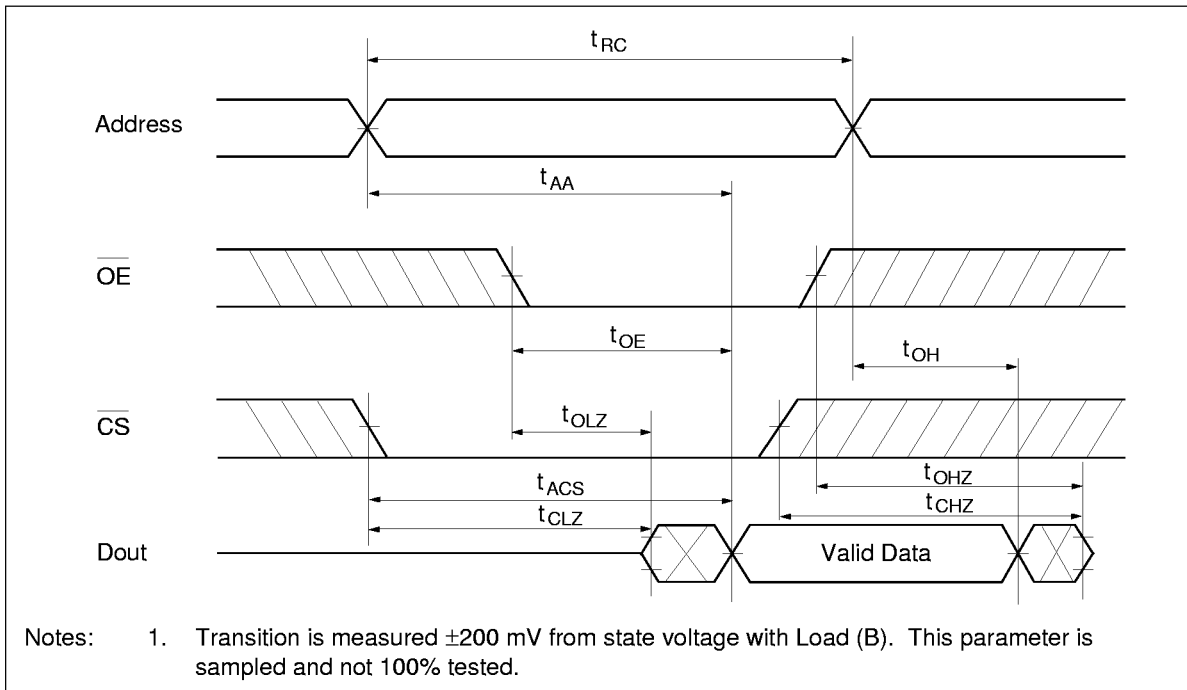 tRC
Address
tAA
OE
tOE
tOH
CS
tOLZ
tOHZ
tACS
tCHZ
tCLZ
Dout
Valid Data
Notes: 1. Transition is measured ±200 mV from state voltage with Load (B). This parameter is
sampled and not 100% tested.